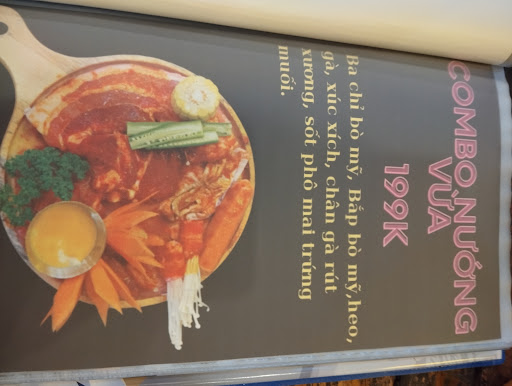 COMBO NƯỚNG
VỪA
199K
Ba chỉ bò mỹ, Bắp bò mỹ,heo,
gà, xúc xích, chân gà rút
xương, sốt phô mai trứng
muối.